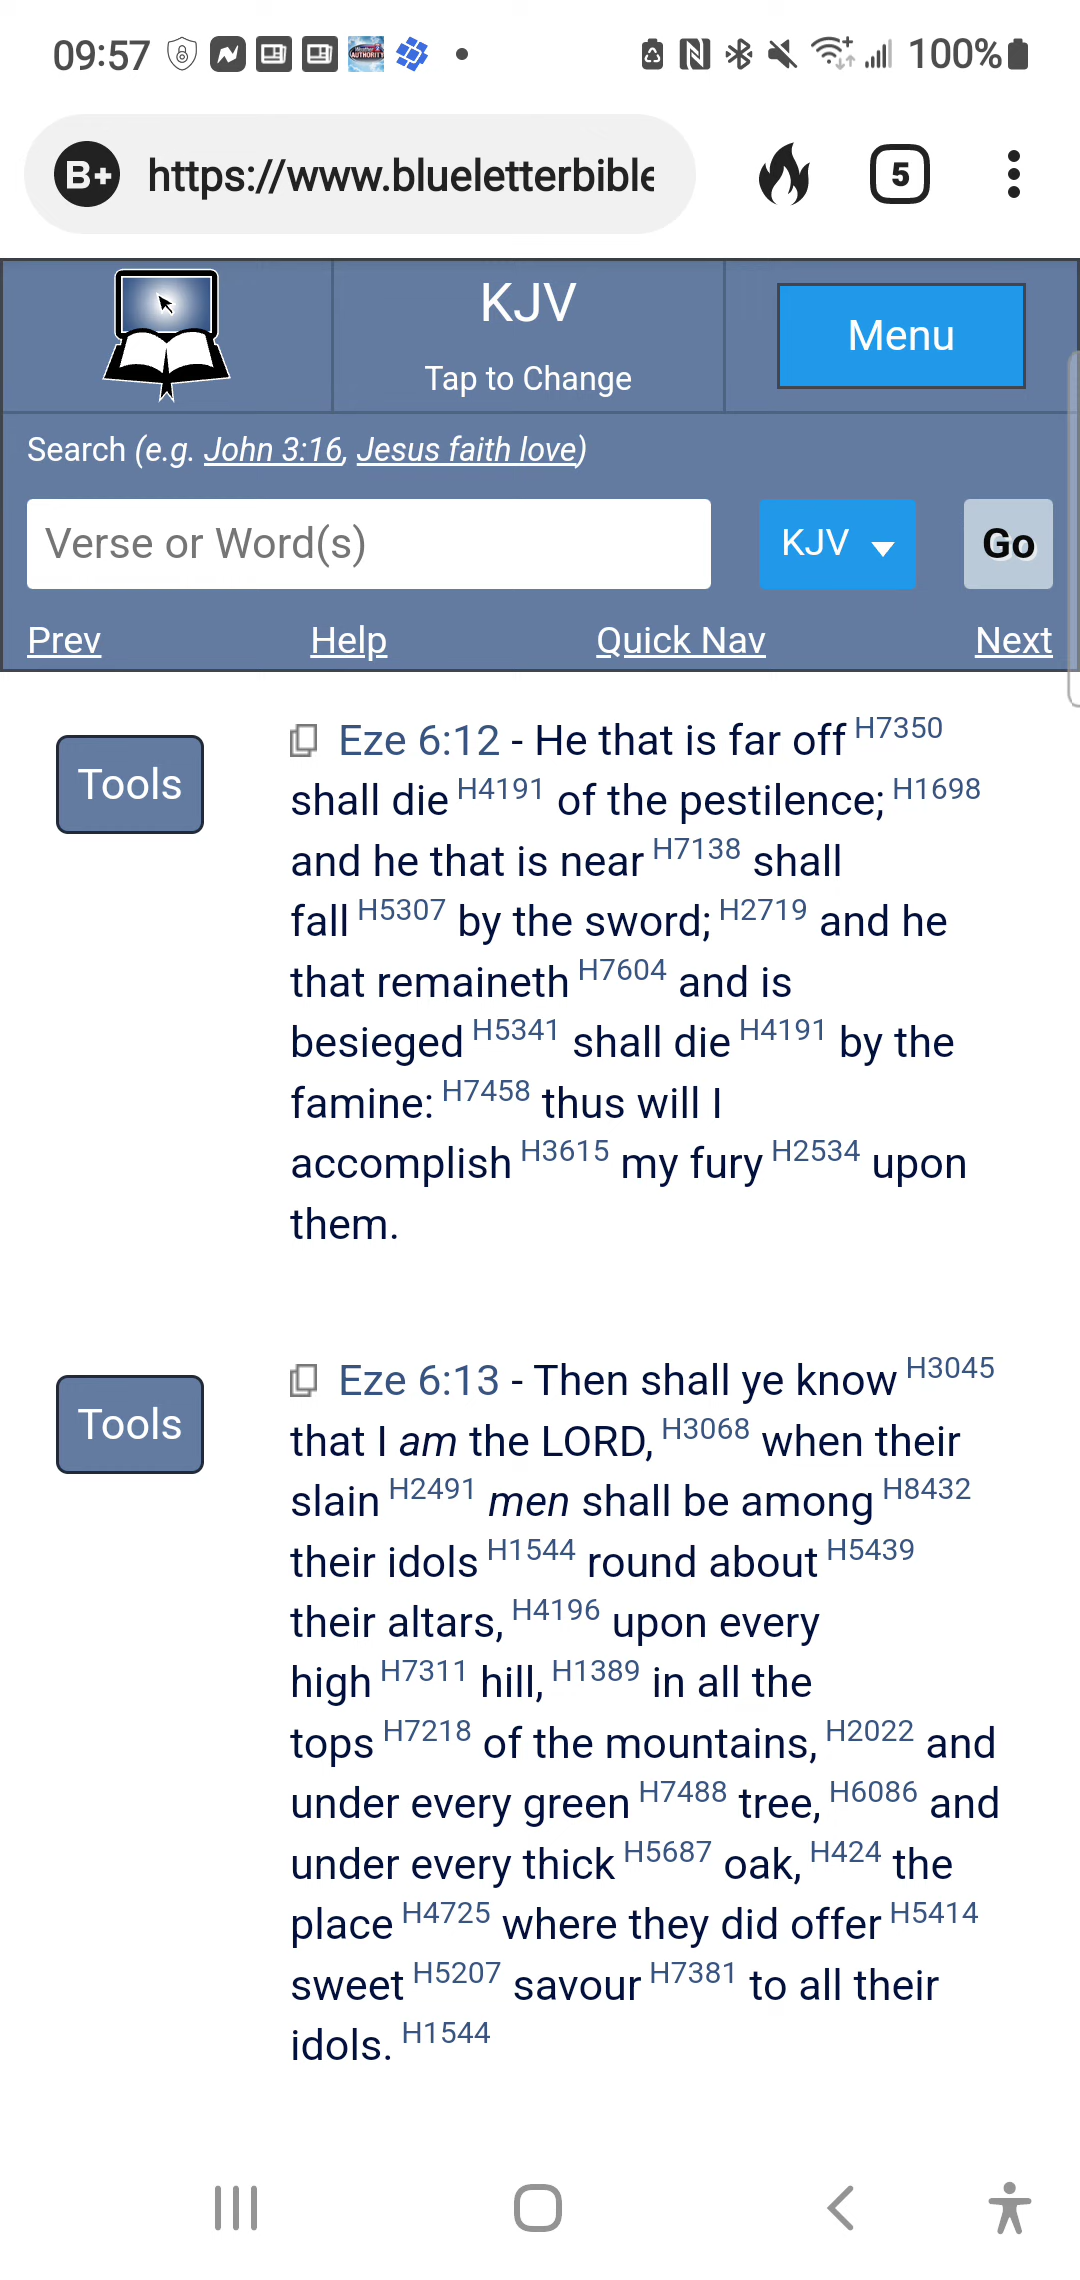 09:57 100%
B+ https://www.blueletterbible 5
KJV
Tap to Change
Menu
Search (e.g. John 3:16, Jesus faith love)
Verse or Word(s) KJV Go
Prev Help Quick Nav Next
Tools
Eze 6:12 - He that is far off H7350
shall die H4191 of the pestilence; H1698
and he that is near H7138 shall
fall H5307 by the sword; H2719 and he
that remaineth H7604 and is
besieged H5341 shall die H4191 by the
famine: H7458 thus will I
accomplish H3615 my fury H2534 upon
them.
Tools
Eze 6:13 - Then shall ye know H3045
that I am the LORD, H3068 when their
slain H2491 men shall be among H8432
their idols H1544 round about H5439
their altars, H4196 upon every
high H7311 hill, H1389 in all the
tops H7218 of the mountains, H2022 and
under every green H7488 tree, H6086 and
under every thick H5687 oak, H424 the
place H4725 where they did offer H5414
sweet H5207 savour H7381 to all their
idols. H1544